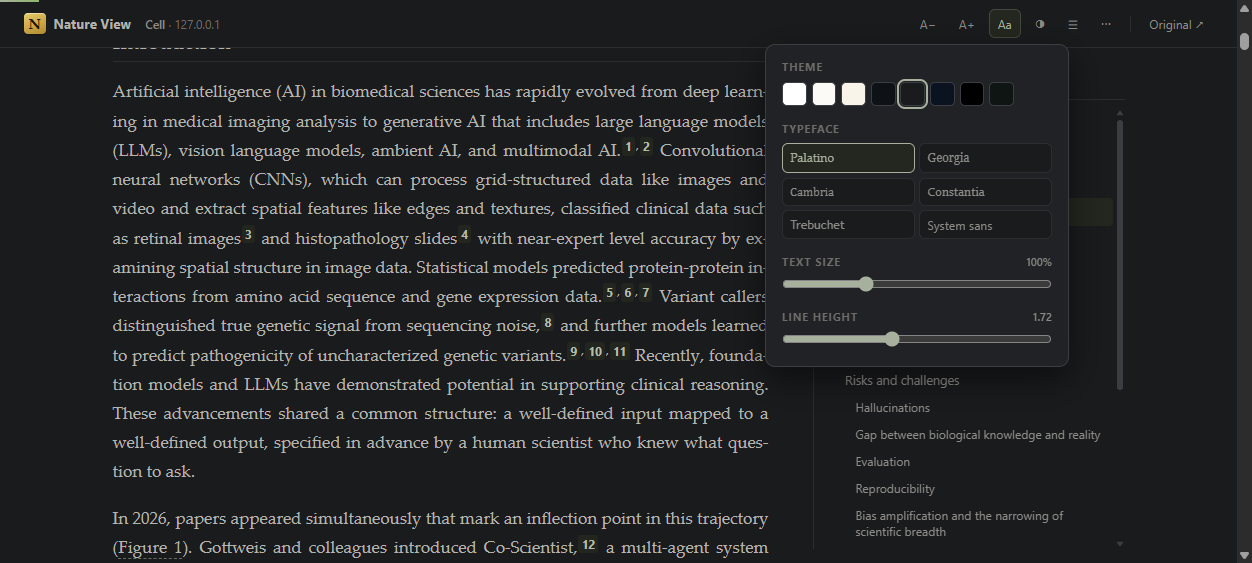 N Nature View Cell · 127.0.0.1
A− A+ Aa Original ↗
Introduction
Artificial intelligence (AI) in biomedical sciences has rapidly evolved from deep learn-
ing in medical imaging analysis to generative AI that includes large language models
(LLMs), vision language models, ambient AI, and multimodal AI.1,2 Convolutional
neural networks (CNNs), which can process grid-structured data like images and
video and extract spatial features like edges and textures, classified clinical data such
as retinal images3 and histopathology slides4 with near-expert level accuracy by ex-
amining spatial structure in image data. Statistical models predicted protein-protein in-
teractions from amino acid sequence and gene expression data.5,6,7 Variant callers
distinguished true genetic signal from sequencing noise,8 and further models learned
to predict pathogenicity of uncharacterized genetic variants.9,10,11 Recently, founda-
tion models and LLMs have demonstrated potential in supporting clinical reasoning.
These advancements shared a common structure: a well-defined input mapped to a
well-defined output, specified in advance by a human scientist who knew what ques-
tion to ask.
In 2026, papers appeared simultaneously that mark an inflection point in this trajectory
(Figure 1). Gottweis and colleagues introduced Co-Scientist,12 a multi-agent system
THEME
TYPEFACE
Palatino
Georgia
Cambria
Constantia
Trebuchet
System sans
TEXT SIZE 100%
LINE HEIGHT 1.72
Risks and challenges
Hallucinations
Gap between biological knowledge and reality
Evaluation
Reproducibility
Bias amplification and the narrowing of
scientific breadth